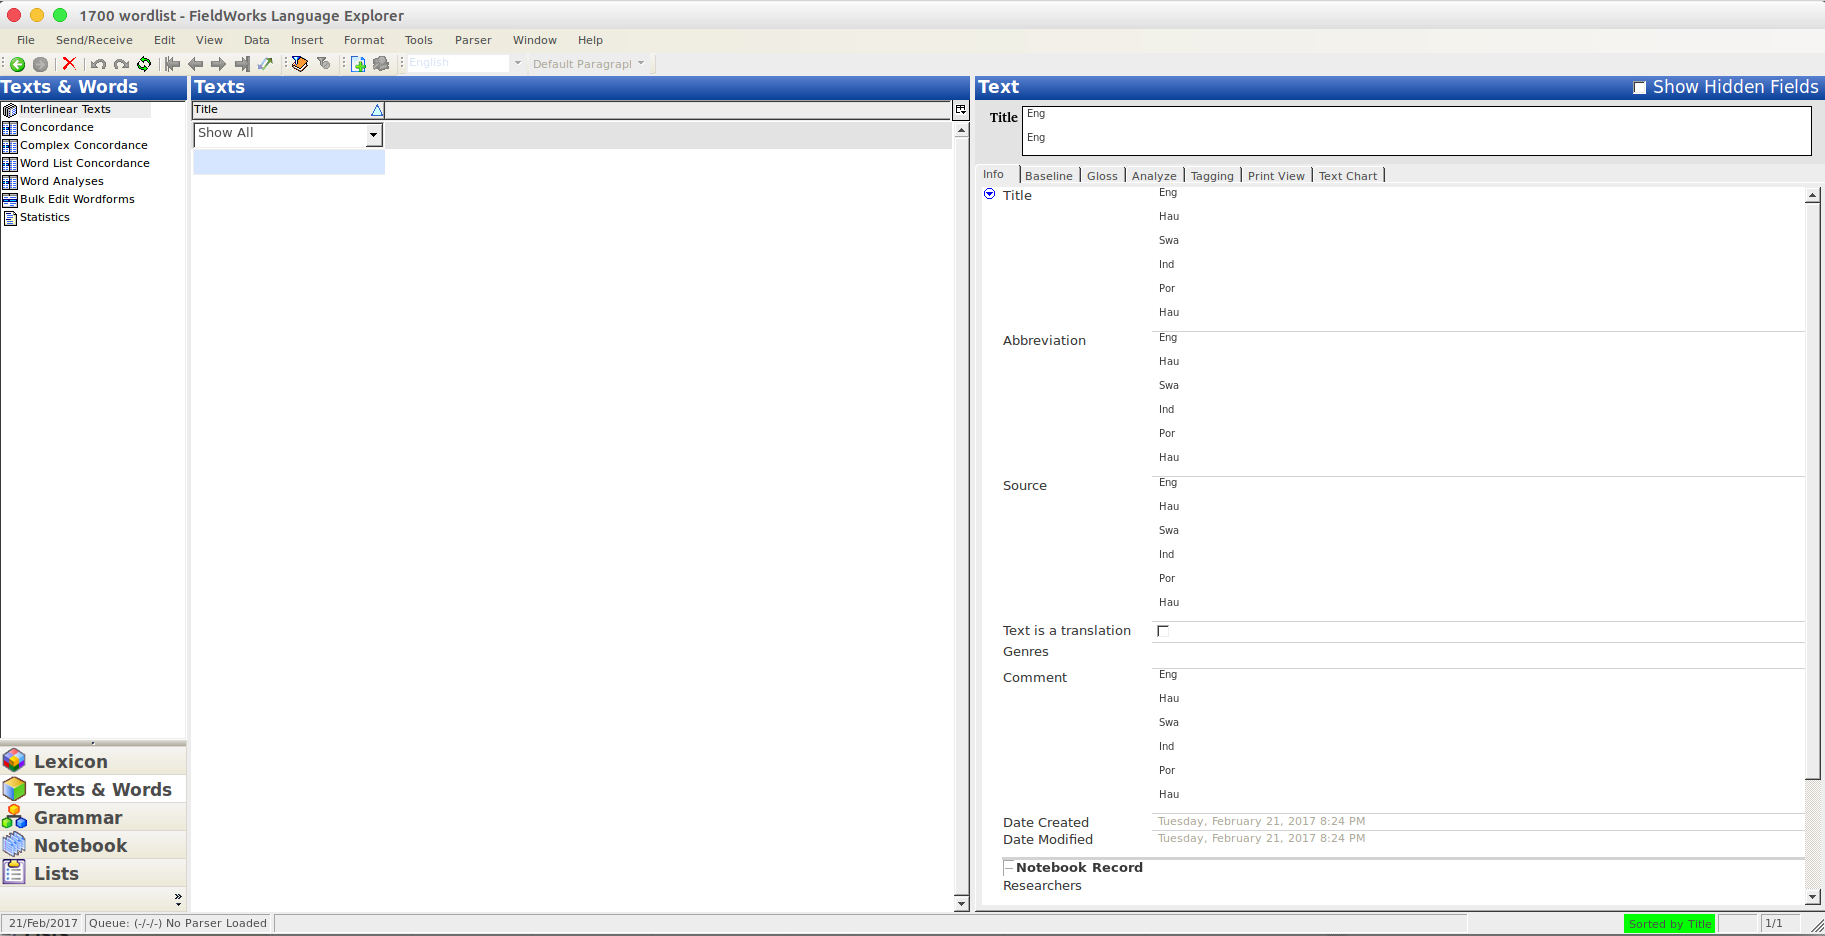 1700 wordlist - FieldWorks Language Explorer
File Send/Receive Edit View Data Insert Format Tools Parser Window Help
English Default Paragrapl
Texts & Words
Interlinear Texts
Concordance
Complex Concordance
Word List Concordance
Word Analyses
Bulk Edit Wordforms
Statistics
Lexicon
Texts & Words
Grammar
Notebook
Lists
Texts
Title
Show All
Text Show Hidden Fields
Title Eng
Eng
Info Baseline Gloss Analyze Tagging Print View Text Chart
Title Eng
Hau
Swa
Ind
Por
Hau
Abbreviation Eng
Hau
Swa
Ind
Por
Hau
Source Eng
Hau
Swa
Ind
Por
Hau
Text is a translation
Genres
Comment Eng
Hau
Swa
Ind
Por
Hau
Date Created Tuesday, February 21, 2017 8:24 PM
Date Modified Tuesday, February 21, 2017 8:24 PM
Notebook Record
Researchers
21/Feb/2017 Queue: (-/-/-) No Parser Loaded Sorted by Title 1/1